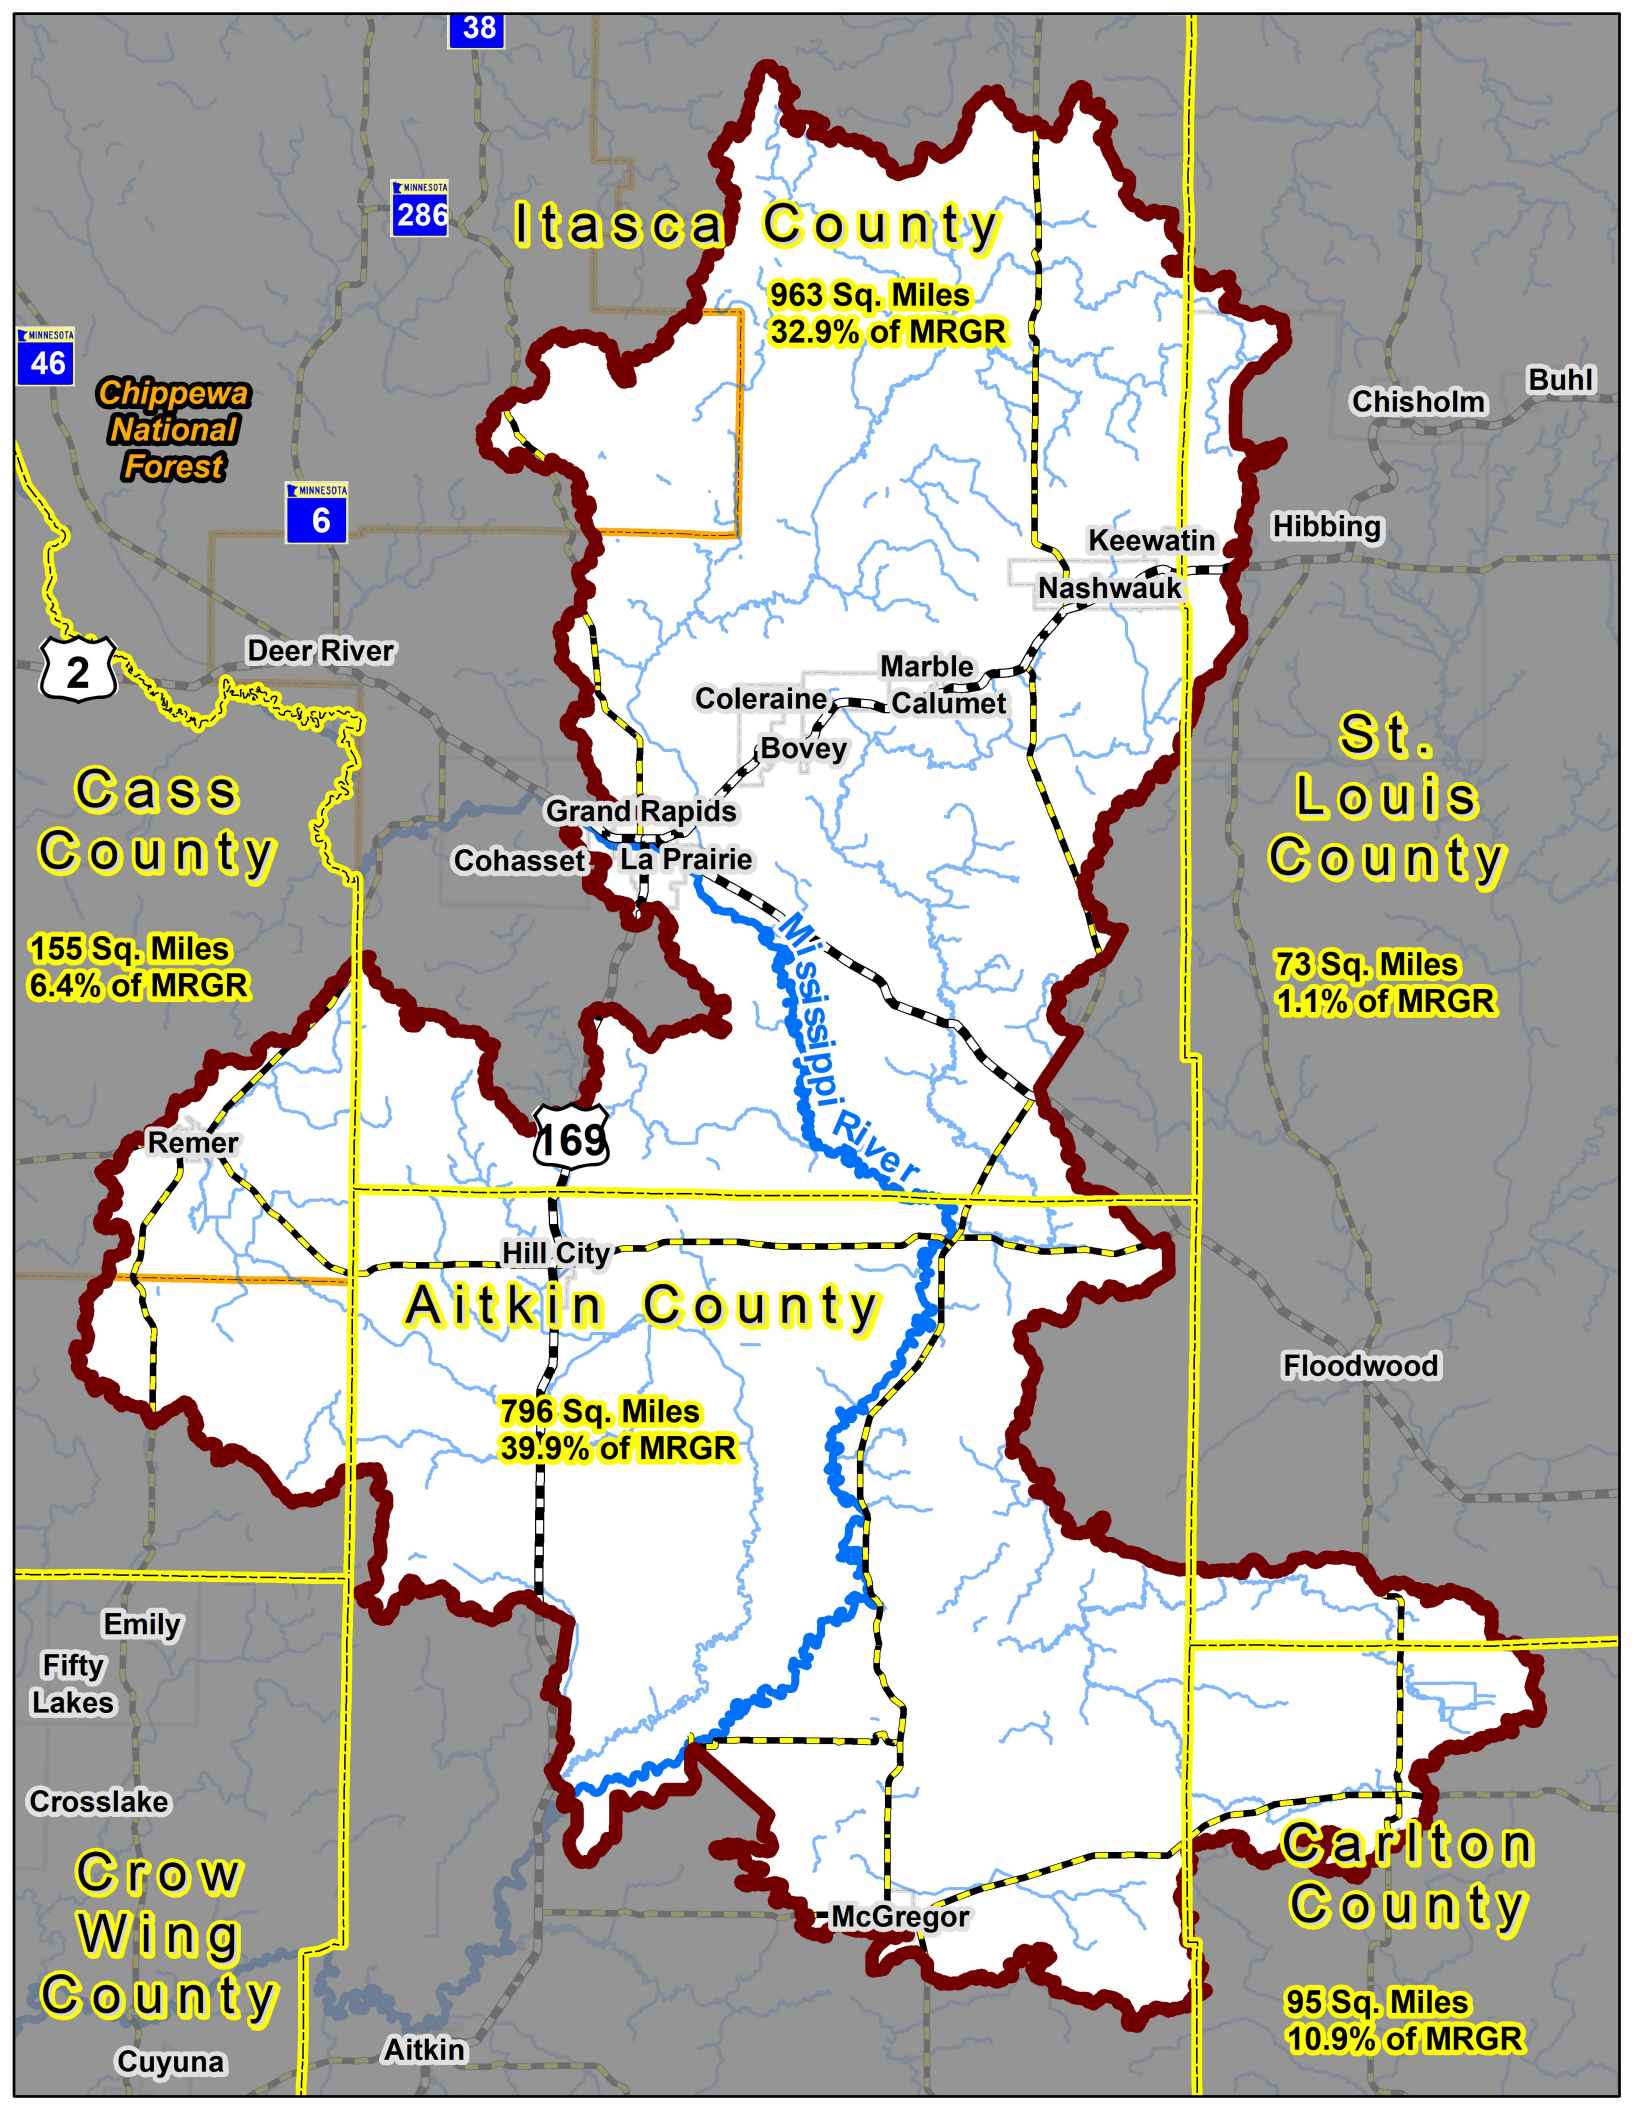 38
MINNESOTA
286
Itasca County
963 Sq. Miles
32.9% of MRGR
MINNESOTA
46
Chippewa
National
Forest
Buhl
Chisholm
MINNESOTA
6
Hibbing
Keewatin
Nashwauk
2
Deer River
Marble
Coleraine
Calumet
Bovey
St.
Louis
County
Cass
County
Grand Rapids
Cohasset
La Prairie
155 Sq. Miles
6.4% of MRGR
73 Sq. Miles
1.1% of MRGR
Mississippi River
Remer
169
Hill City
Aitkin County
Floodwood
796 Sq. Miles
39.9% of MRGR
Emily
Fifty
Lakes
Crosslake
Crow
Wing
County
Carlton
County
McGregor
95 Sq. Miles
10.9% of MRGR
Aitkin
Cuyuna